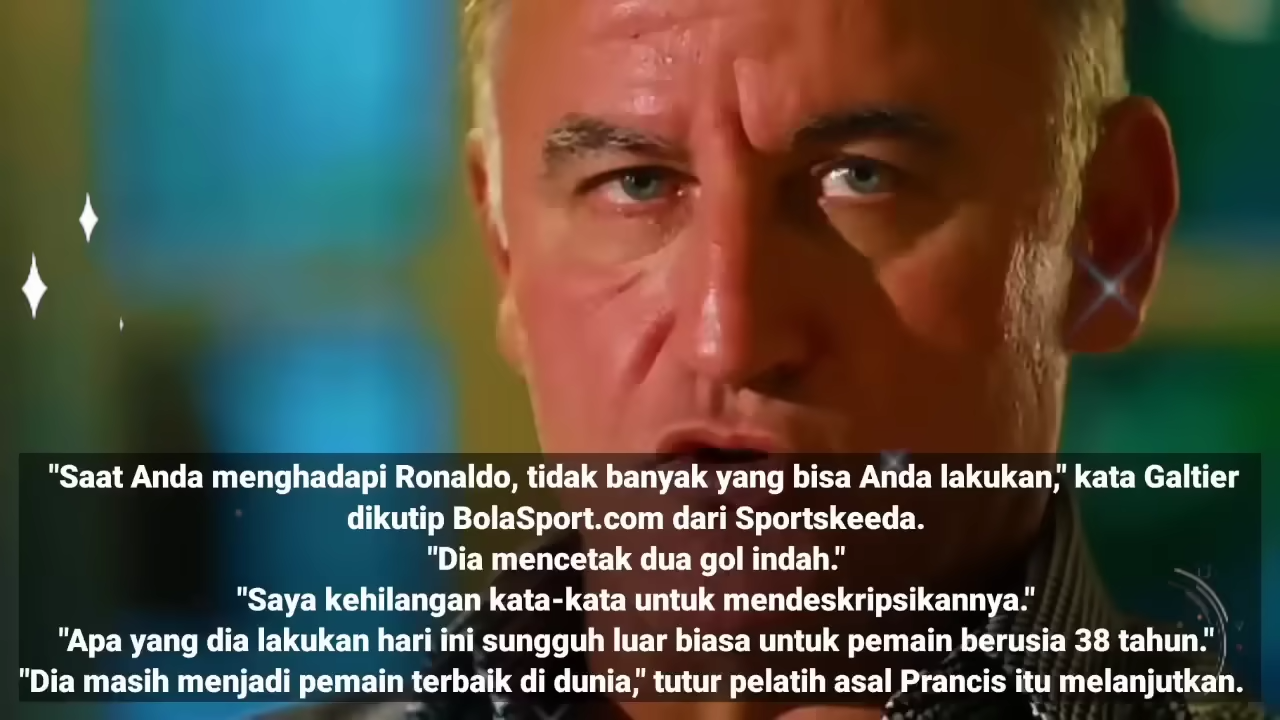 "Saat Anda menghadapi Ronaldo, tidak banyak yang bisa Anda lakukan," kata Galtier
dikutip BolaSport.com dari Sportskeeda.
"Dia mencetak dua gol indah."
"Saya kehilangan kata-kata untuk mendeskripsikannya."
"Apa yang dia lakukan hari ini sungguh luar biasa untuk pemain berusia 38 tahun."
"Dia masih menjadi pemain terbaik di dunia," tutur pelatih asal Prancis itu melanjutkan.